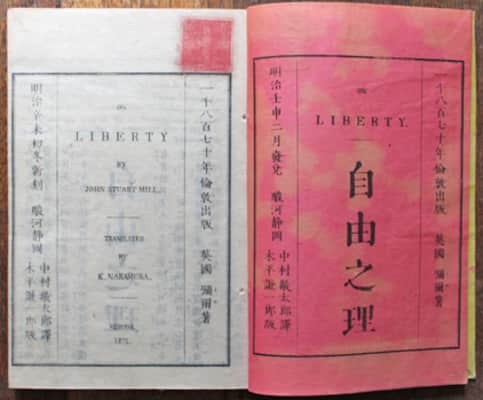 一千八百七十年倫敦出版 英國 彌爾著
ON
LIBERTY
BY
JOHN STUART MILL.
TRANSLATED
BY
K. NAKAMURA.
1871.
明治辛未初冬新刻 駿河靜岡
中村敬太郎譯
木平謙一郎版
一千八百七十年倫敦出版 英國 彌爾著
ON
LIBERTY.
自由之理
明治壬申二月發兌 駿河靜岡
中村敬太郎譯
木平謙一郎版